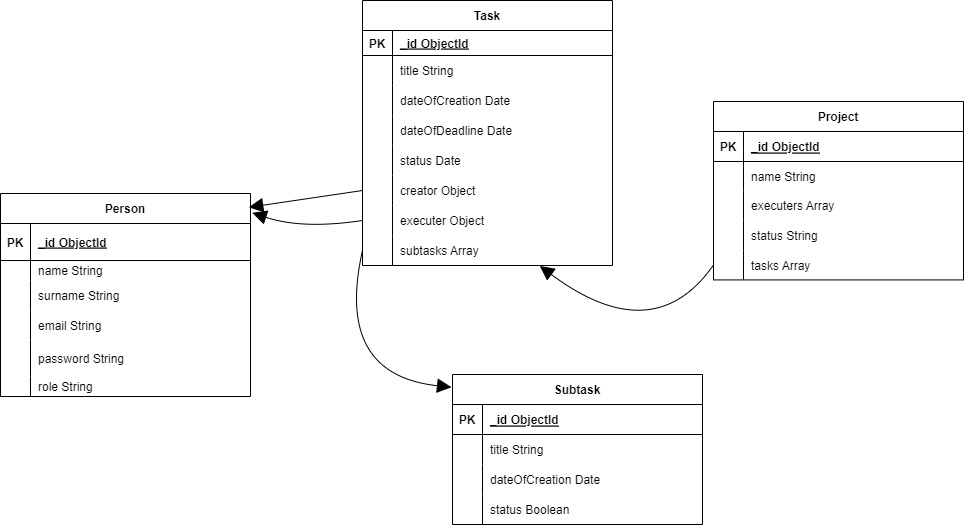 Task
PK _id ObjectId
title String
dateOfCreation Date
dateOfDeadline Date
status Date
creator Object
executer Object
subtasks Array
Project
PK _id ObjectId
name String
executers Array
status String
tasks Array
Person
PK _id ObjectId
name String
surname String
email String
password String
role String
Subtask
PK _id ObjectId
title String
dateOfCreation Date
status Boolean